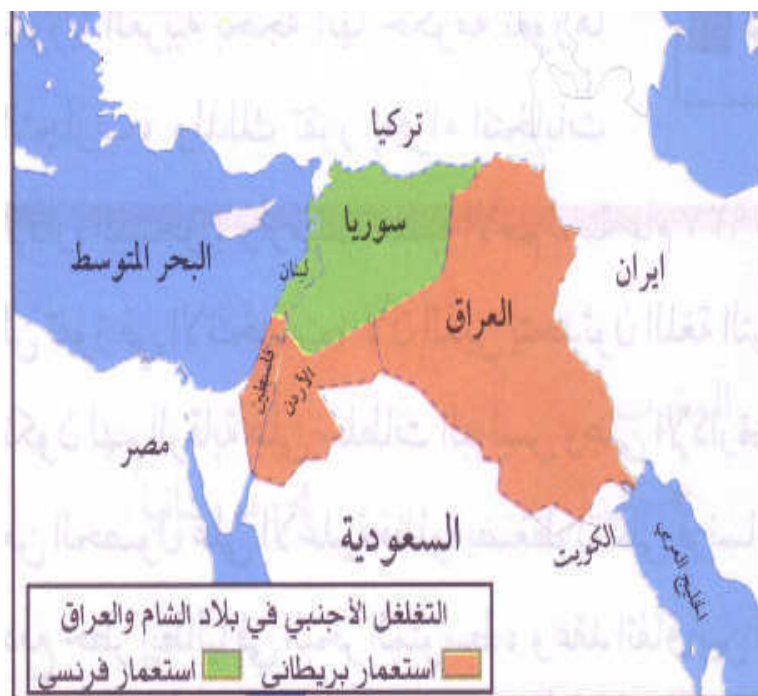 تركيا
سوريا
لبنان
البحر المتوسط
ايران
العراق
فلسطين
الأردن
مصر
السعودية
الكويت
الخليج العربي
التغلغل الأجنبي في بلاد الشام والعراق
استعمار بريطاني استعمار فرنسي